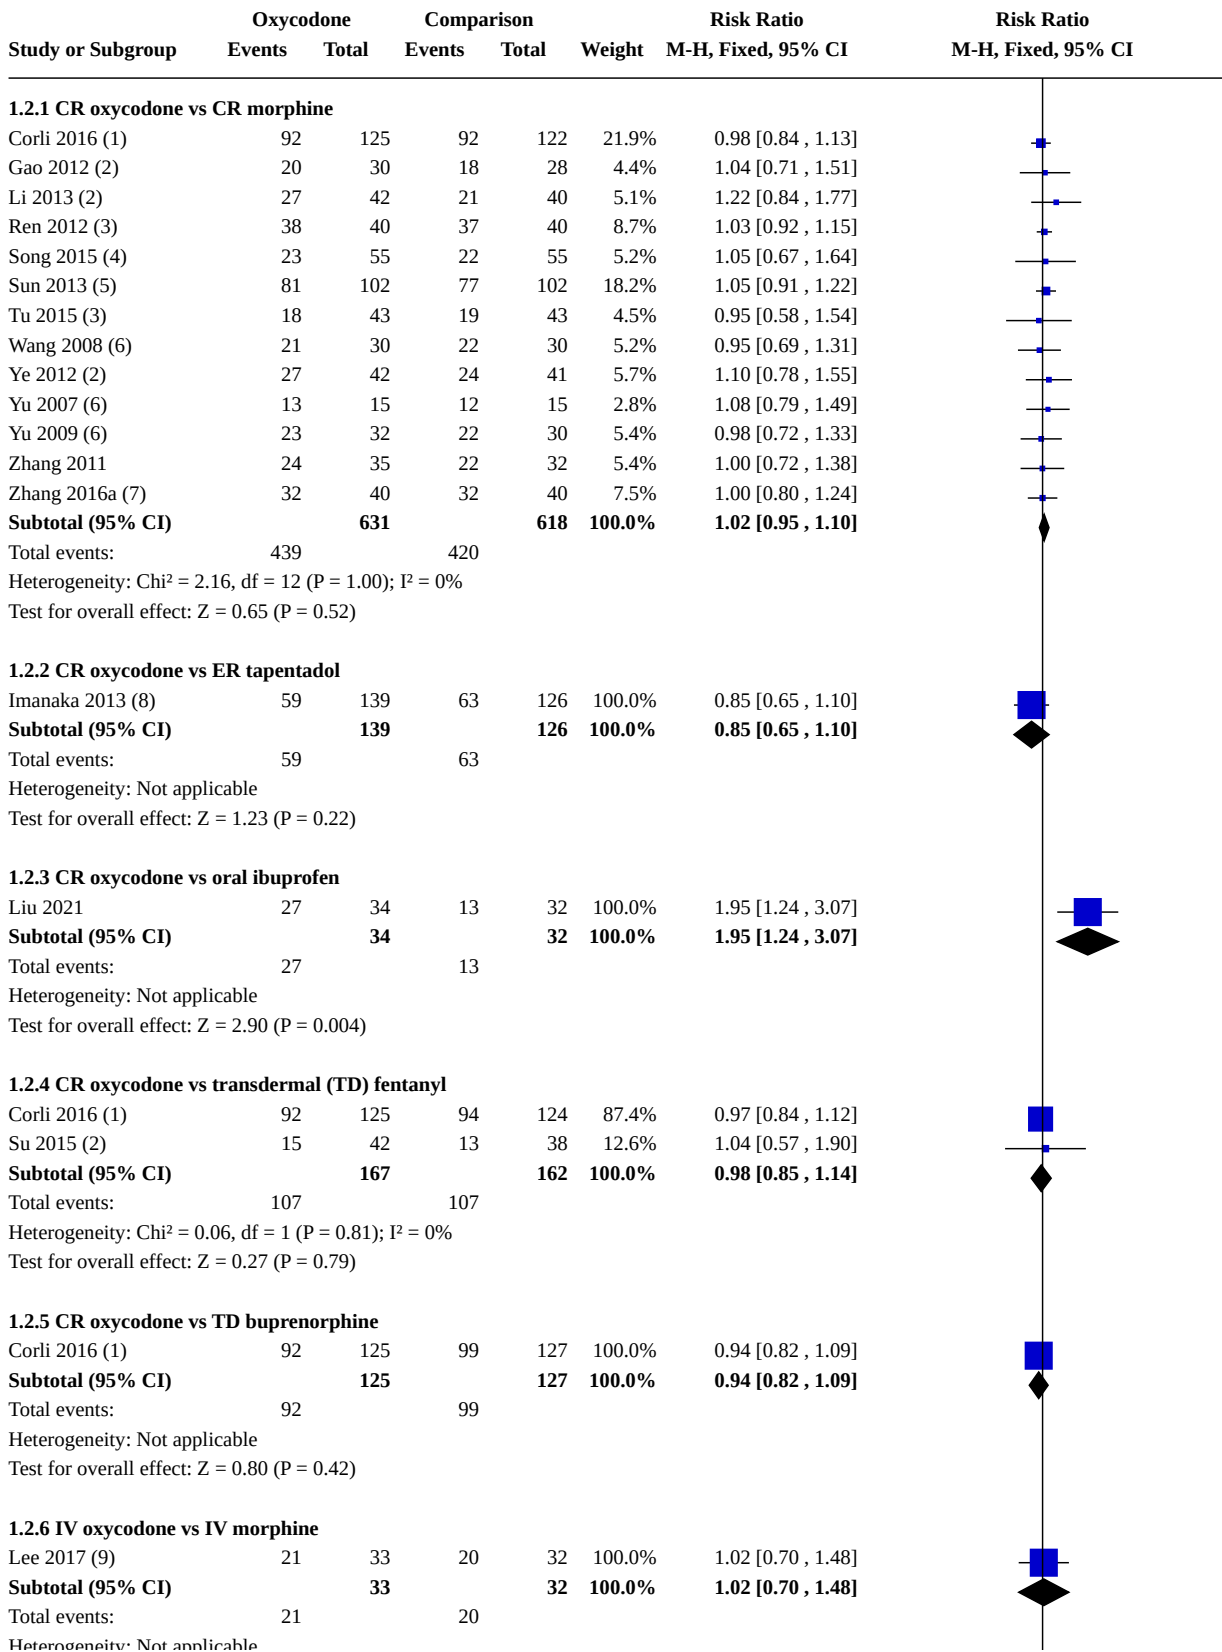 Oxycodone Comparison Risk Ratio Risk Ratio
Study or Subgroup Events Total Events Total Weight M-H, Fixed, 95% CI M-H, Fixed, 95% CI
1.2.1 CR oxycodone vs CR morphine
Corli 2016 (1) 92 125 92 122 21.9% 0.98 [0.84 , 1.13]
Gao 2012 (2) 20 30 18 28 4.4% 1.04 [0.71 , 1.51]
Li 2013 (2) 27 42 21 40 5.1% 1.22 [0.84 , 1.77]
Ren 2012 (3) 38 40 37 40 8.7% 1.03 [0.92 , 1.15]
Song 2015 (4) 23 55 22 55 5.2% 1.05 [0.67 , 1.64]
Sun 2013 (5) 81 102 77 102 18.2% 1.05 [0.91 , 1.22]
Tu 2015 (3) 18 43 19 43 4.5% 0.95 [0.58 , 1.54]
Wang 2008 (6) 21 30 22 30 5.2% 0.95 [0.69 , 1.31]
Ye 2012 (2) 27 42 24 41 5.7% 1.10 [0.78 , 1.55]
Yu 2007 (6) 13 15 12 15 2.8% 1.08 [0.79 , 1.49]
Yu 2009 (6) 23 32 22 30 5.4% 0.98 [0.72 , 1.33]
Zhang 2011 24 35 22 32 5.4% 1.00 [0.72 , 1.38]
Zhang 2016a (7) 32 40 32 40 7.5% 1.00 [0.80 , 1.24]
Subtotal (95% CI) 631 618 100.0% 1.02 [0.95 , 1.10]
Total events: 439 420
Heterogeneity: Chi² = 2.16, df = 12 (P = 1.00); I² = 0%
Test for overall effect: Z = 0.65 (P = 0.52)
1.2.2 CR oxycodone vs ER tapentadol
Imanaka 2013 (8) 59 139 63 126 100.0% 0.85 [0.65 , 1.10]
Subtotal (95% CI) 139 126 100.0% 0.85 [0.65 , 1.10]
Total events: 59 63
Heterogeneity: Not applicable
Test for overall effect: Z = 1.23 (P = 0.22)
1.2.3 CR oxycodone vs oral ibuprofen
Liu 2021 27 34 13 32 100.0% 1.95 [1.24 , 3.07]
Subtotal (95% CI) 34 32 100.0% 1.95 [1.24 , 3.07]
Total events: 27 13
Heterogeneity: Not applicable
Test for overall effect: Z = 2.90 (P = 0.004)
1.2.4 CR oxycodone vs transdermal (TD) fentanyl
Corli 2016 (1) 92 125 94 124 87.4% 0.97 [0.84 , 1.12]
Su 2015 (2) 15 42 13 38 12.6% 1.04 [0.57 , 1.90]
Subtotal (95% CI) 167 162 100.0% 0.98 [0.85 , 1.14]
Total events: 107 107
Heterogeneity: Chi² = 0.06, df = 1 (P = 0.81); I² = 0%
Test for overall effect: Z = 0.27 (P = 0.79)
1.2.5 CR oxycodone vs TD buprenorphine
Corli 2016 (1) 92 125 99 127 100.0% 0.94 [0.82 , 1.09]
Subtotal (95% CI) 125 127 100.0% 0.94 [0.82 , 1.09]
Total events: 92 99
Heterogeneity: Not applicable
Test for overall effect: Z = 0.80 (P = 0.42)
1.2.6 IV oxycodone vs IV morphine
Lee 2017 (9) 21 33 20 32 100.0% 1.02 [0.70 , 1.48]
Subtotal (95% CI) 33 32 100.0% 1.02 [0.70 , 1.48]
Total events: 21 20
Heterogeneity: Not applicable